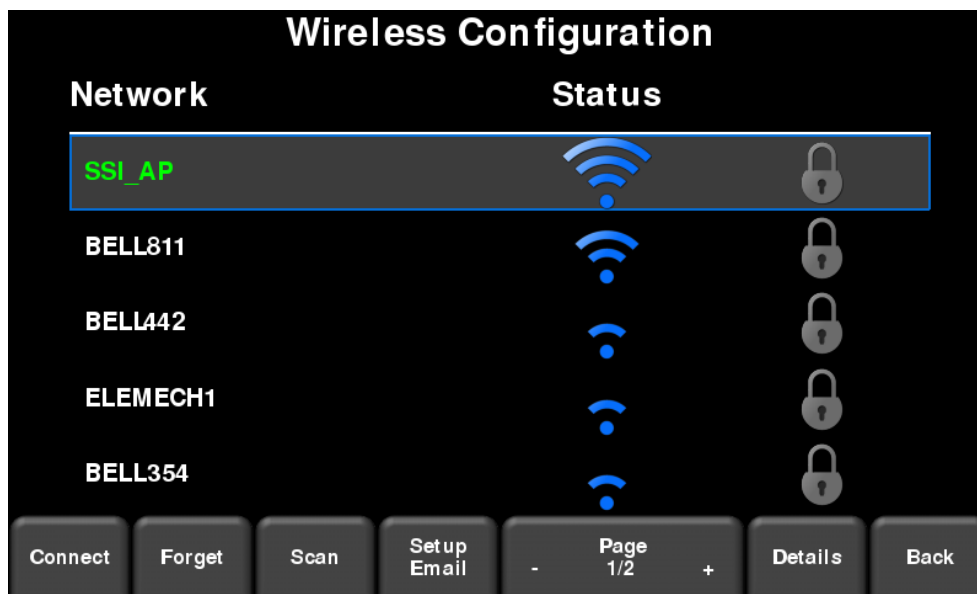 Wireless Configuration
Network Status
SSI_AP
BELL811
BELL442
ELEMECH1
BELL354
Connect Forget Scan Setup Email - Page 1/2 + Details Back